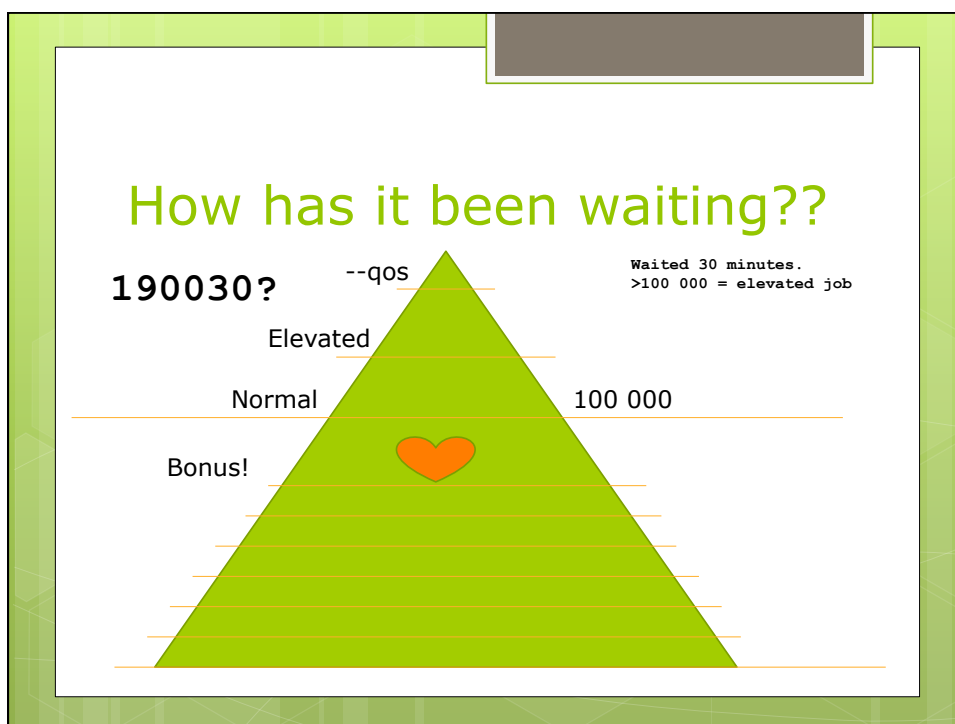 How has it been waiting??
190030?
--qos
Waited 30 minutes.
>100 000 = elevated job
Elevated
Normal
100 000
Bonus!